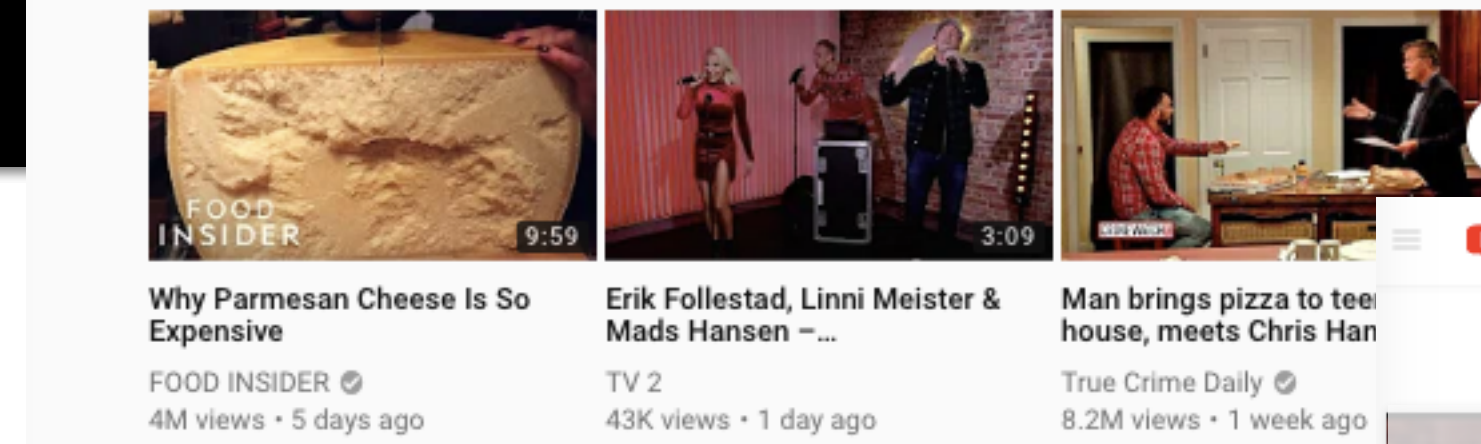 FOOD
INSIDER
9:59
3:09
Why Parmesan Cheese Is So
Expensive
FOOD INSIDER
4M views • 5 days ago
Erik Follestad, Linni Meister &
Mads Hansen –...
TV 2
43K views • 1 day ago
Man brings pizza to tee
house, meets Chris Han
True Crime Daily
8.2M views • 1 week ago